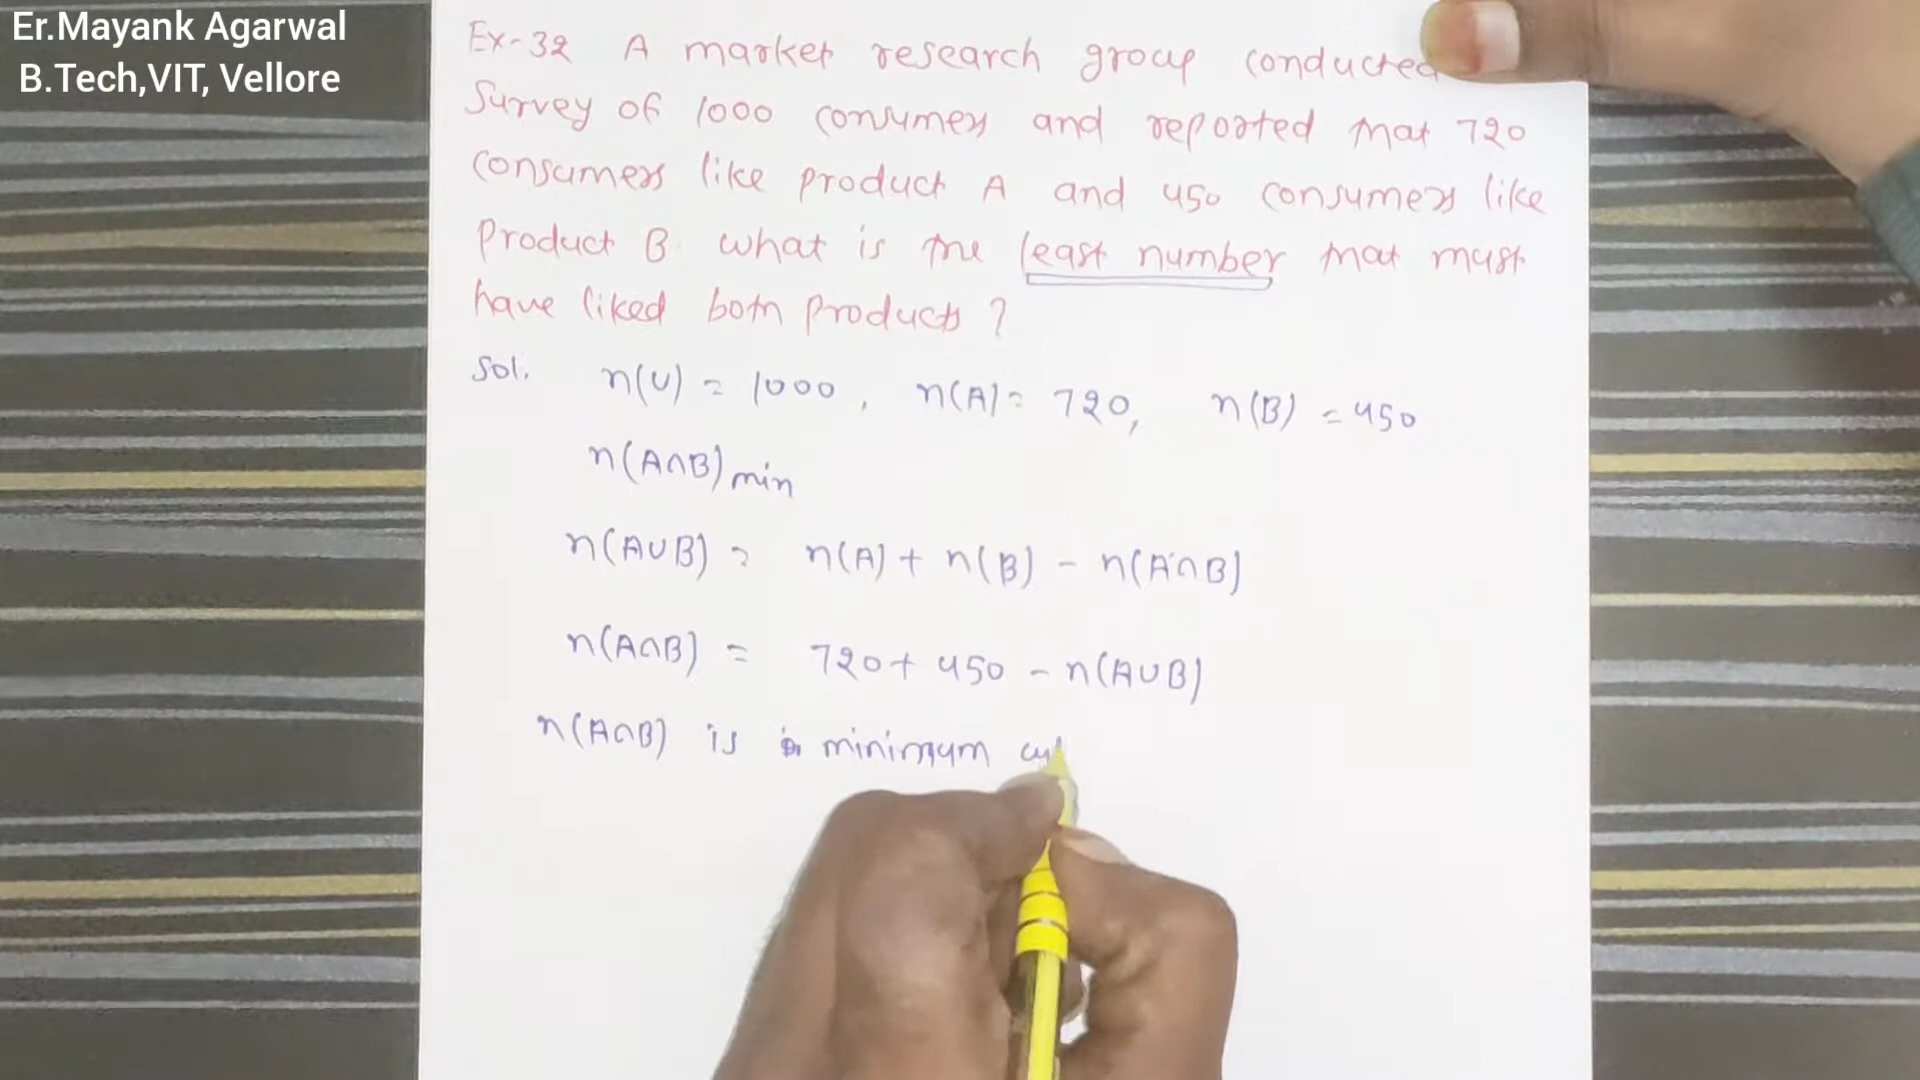 Er.Mayank Agarwal
B.Tech,VIT, Vellore
Ex-32 A market research group conducted
Survey of 1000 consumers and reported that 720
consumers like product A and 450 consumers like
Product B. what is the least number that must
have liked both products ?
Sol. n(U) = 1000, n(A) = 720, n(B) = 450
n(A∩B) min
n(A∪B) = n(A) + n(B) - n(A∩B)
n(A∩B) = 720 + 450 - n(A∪B)
n(A∩B) is minimum